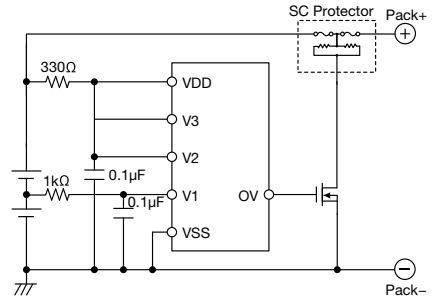 SC Protector
Pack+
330Ω
VDD
V3
V2
0.1μF
1kΩ
0.1μF
V1
OV
VSS
Pack−